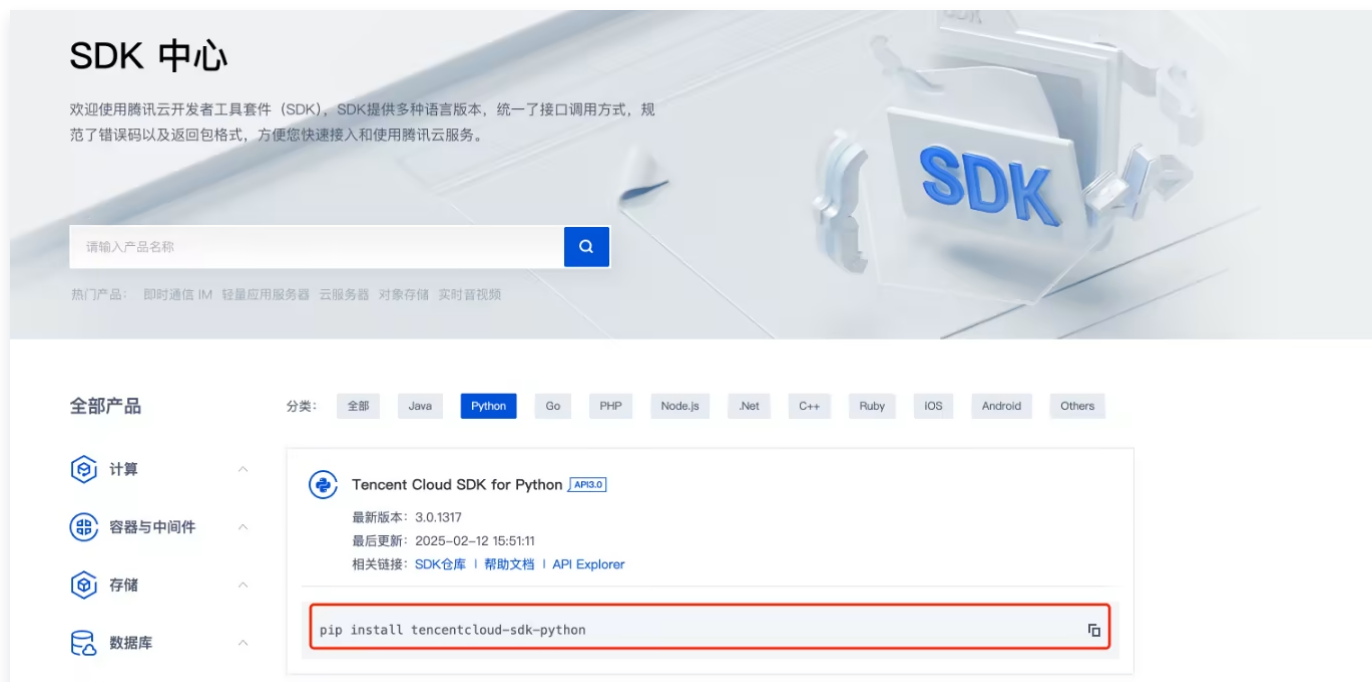 SDK 中心
欢迎使用腾讯云开发者工具套件（SDK），SDK提供多种语言版本，统一了接口调用方式，规
范了错误码以及返回包格式，方便您快速接入和使用腾讯云服务。
SDK
SDK
请输入产品名称
热门产品： 即时通信 IM 轻量应用服务器 云服务器 对象存储 实时音视频
全部产品
分类： 全部 Java Python Go PHP Node.js .Net C++ Ruby IOS Android Others
计算
容器与中间件
存储
数据库
Tencent Cloud SDK for Python API3.0
最新版本： 3.0.1317
最后更新： 2025-02-12 15:51:11
相关链接： SDK仓库 | 帮助文档 | API Explorer
pip install tencentcloud-sdk-python